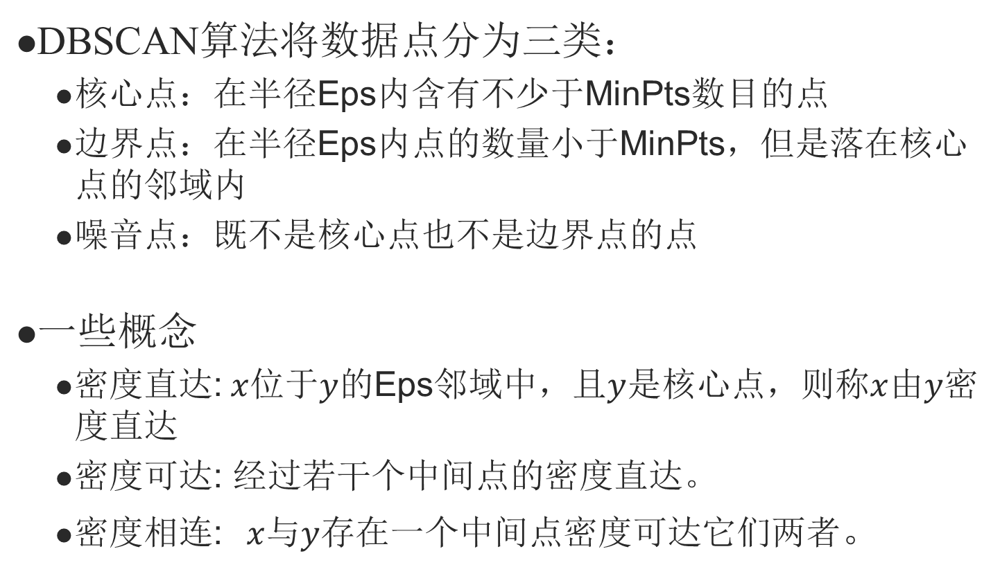 ●DBSCAN算法将数据点分为三类：
●核心点：在半径Eps内含有不少于MinPts数目的点
●边界点：在半径Eps内点的数量小于MinPts，但是落在核心
点的邻域内
●噪音点：既不是核心点也不是边界点的点
●一些概念
●密度直达: 𝑥位于𝑦的Eps邻域中，且𝑦是核心点，则称𝑥由𝑦密
度直达
●密度可达: 经过若干个中间点的密度直达。
●密度相连: 𝑥与𝑦存在一个中间点密度可达它们两者。